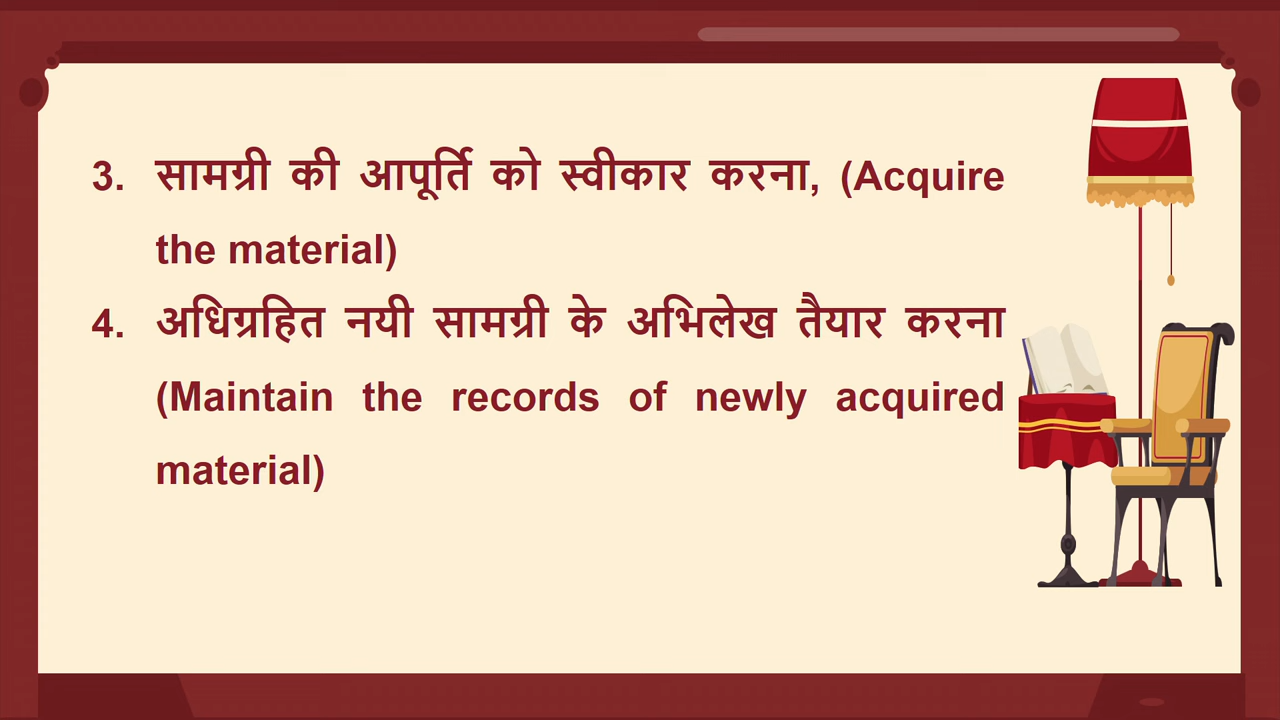 3. सामग्री की आपूर्ति को स्वीकार करना, (Acquire
the material)
4. अधिग्रहित नयी सामग्री के अभिलेख तैयार करना
(Maintain the records of newly acquired
material)